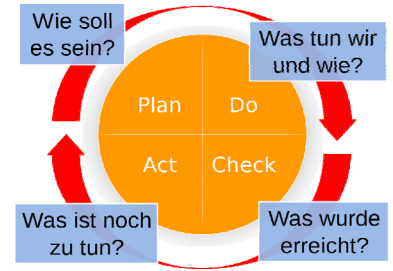 Wie soll
es sein?
Was tun wir
und wie?
Plan
Do
Act
Check
Was ist noch
zu tun?
Was wurde
erreicht?